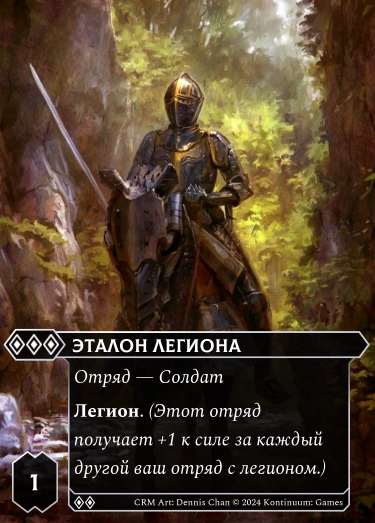 ЭТАЛОН ЛЕГИОНА
Отряд — Солдат
Легион. (Этот отряд
получает +1 к силе за каждый
другой ваш отряд с легионом.)
1
CRM Art: Dennis Chan © 2024 Kontinuum: Games